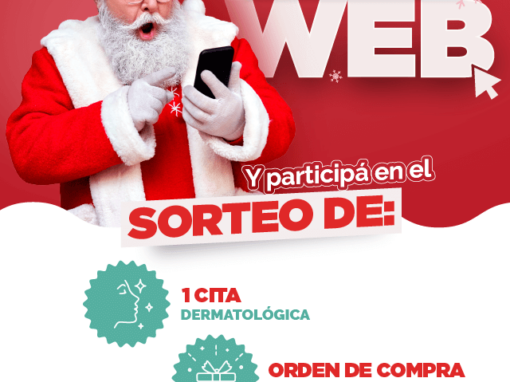 WEB
Y participá en el
SORTEO DE:
1 CITA
DERMATOLÓGICA
ORDEN DE COMPRA